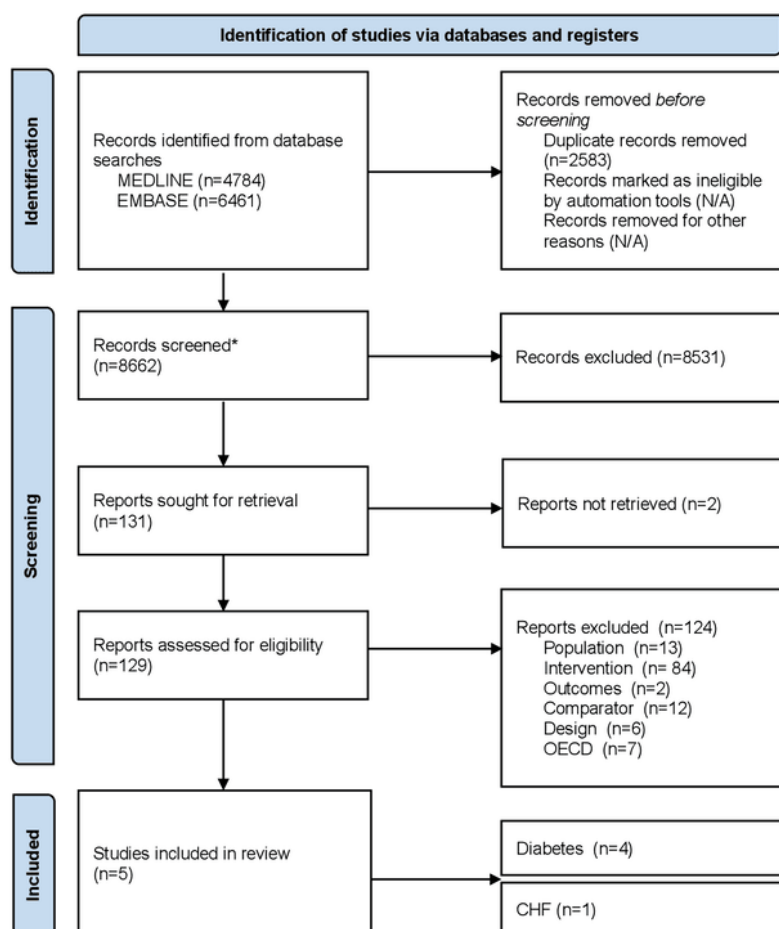 Identification of studies via databases and registers
Identification
Records identified from database
searches
MEDLINE (n=4784)
EMBASE (n=6461)
Records removed before
screening
Duplicate records removed
(n=2583)
Records marked as ineligible
by automation tools (N/A)
Records removed for other
reasons (N/A)
Screening
Records screened*
(n=8662)
Records excluded (n=8531)
Reports sought for retrieval
(n=131)
Reports not retrieved (n=2)
Reports assessed for eligibility
(n=129)
Reports excluded (n=124)
Population (n=13)
Intervention (n= 84)
Outcomes (n=2)
Comparator (n=12)
Design (n=6)
OECD (n=7)
Included
Studies included in review
(n=5)
Diabetes (n=4)
CHF (n=1)